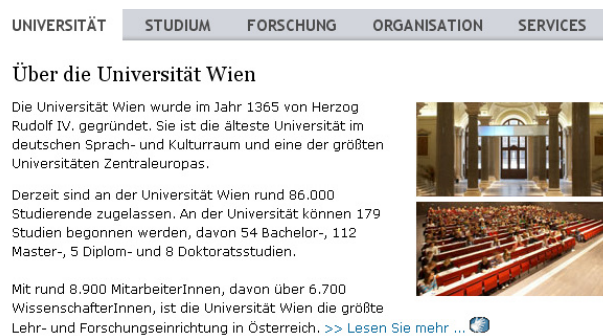 UNIVERSITÄT STUDIUM FORSCHUNG ORGANISATION SERVICES
Über die Universität Wien
Die Universität Wien wurde im Jahr 1365 von Herzog
Rudolf IV. gegründet. Sie ist die älteste Universität im
deutschen Sprach- und Kulturraum und eine der größten
Universitäten Zentraleuropas.
Derzeit sind an der Universität Wien rund 86.000
Studierende zugelassen. An der Universität können 179
Studien begonnen werden, davon 54 Bachelor-, 112
Master-, 5 Diplom- und 8 Doktoratsstudien.
Mit rund 8.900 MitarbeiterInnen, davon über 6.700
WissenschafterInnen, ist die Universität Wien die größte
Lehr- und Forschungseinrichtung in Österreich. >> Lesen Sie mehr ...